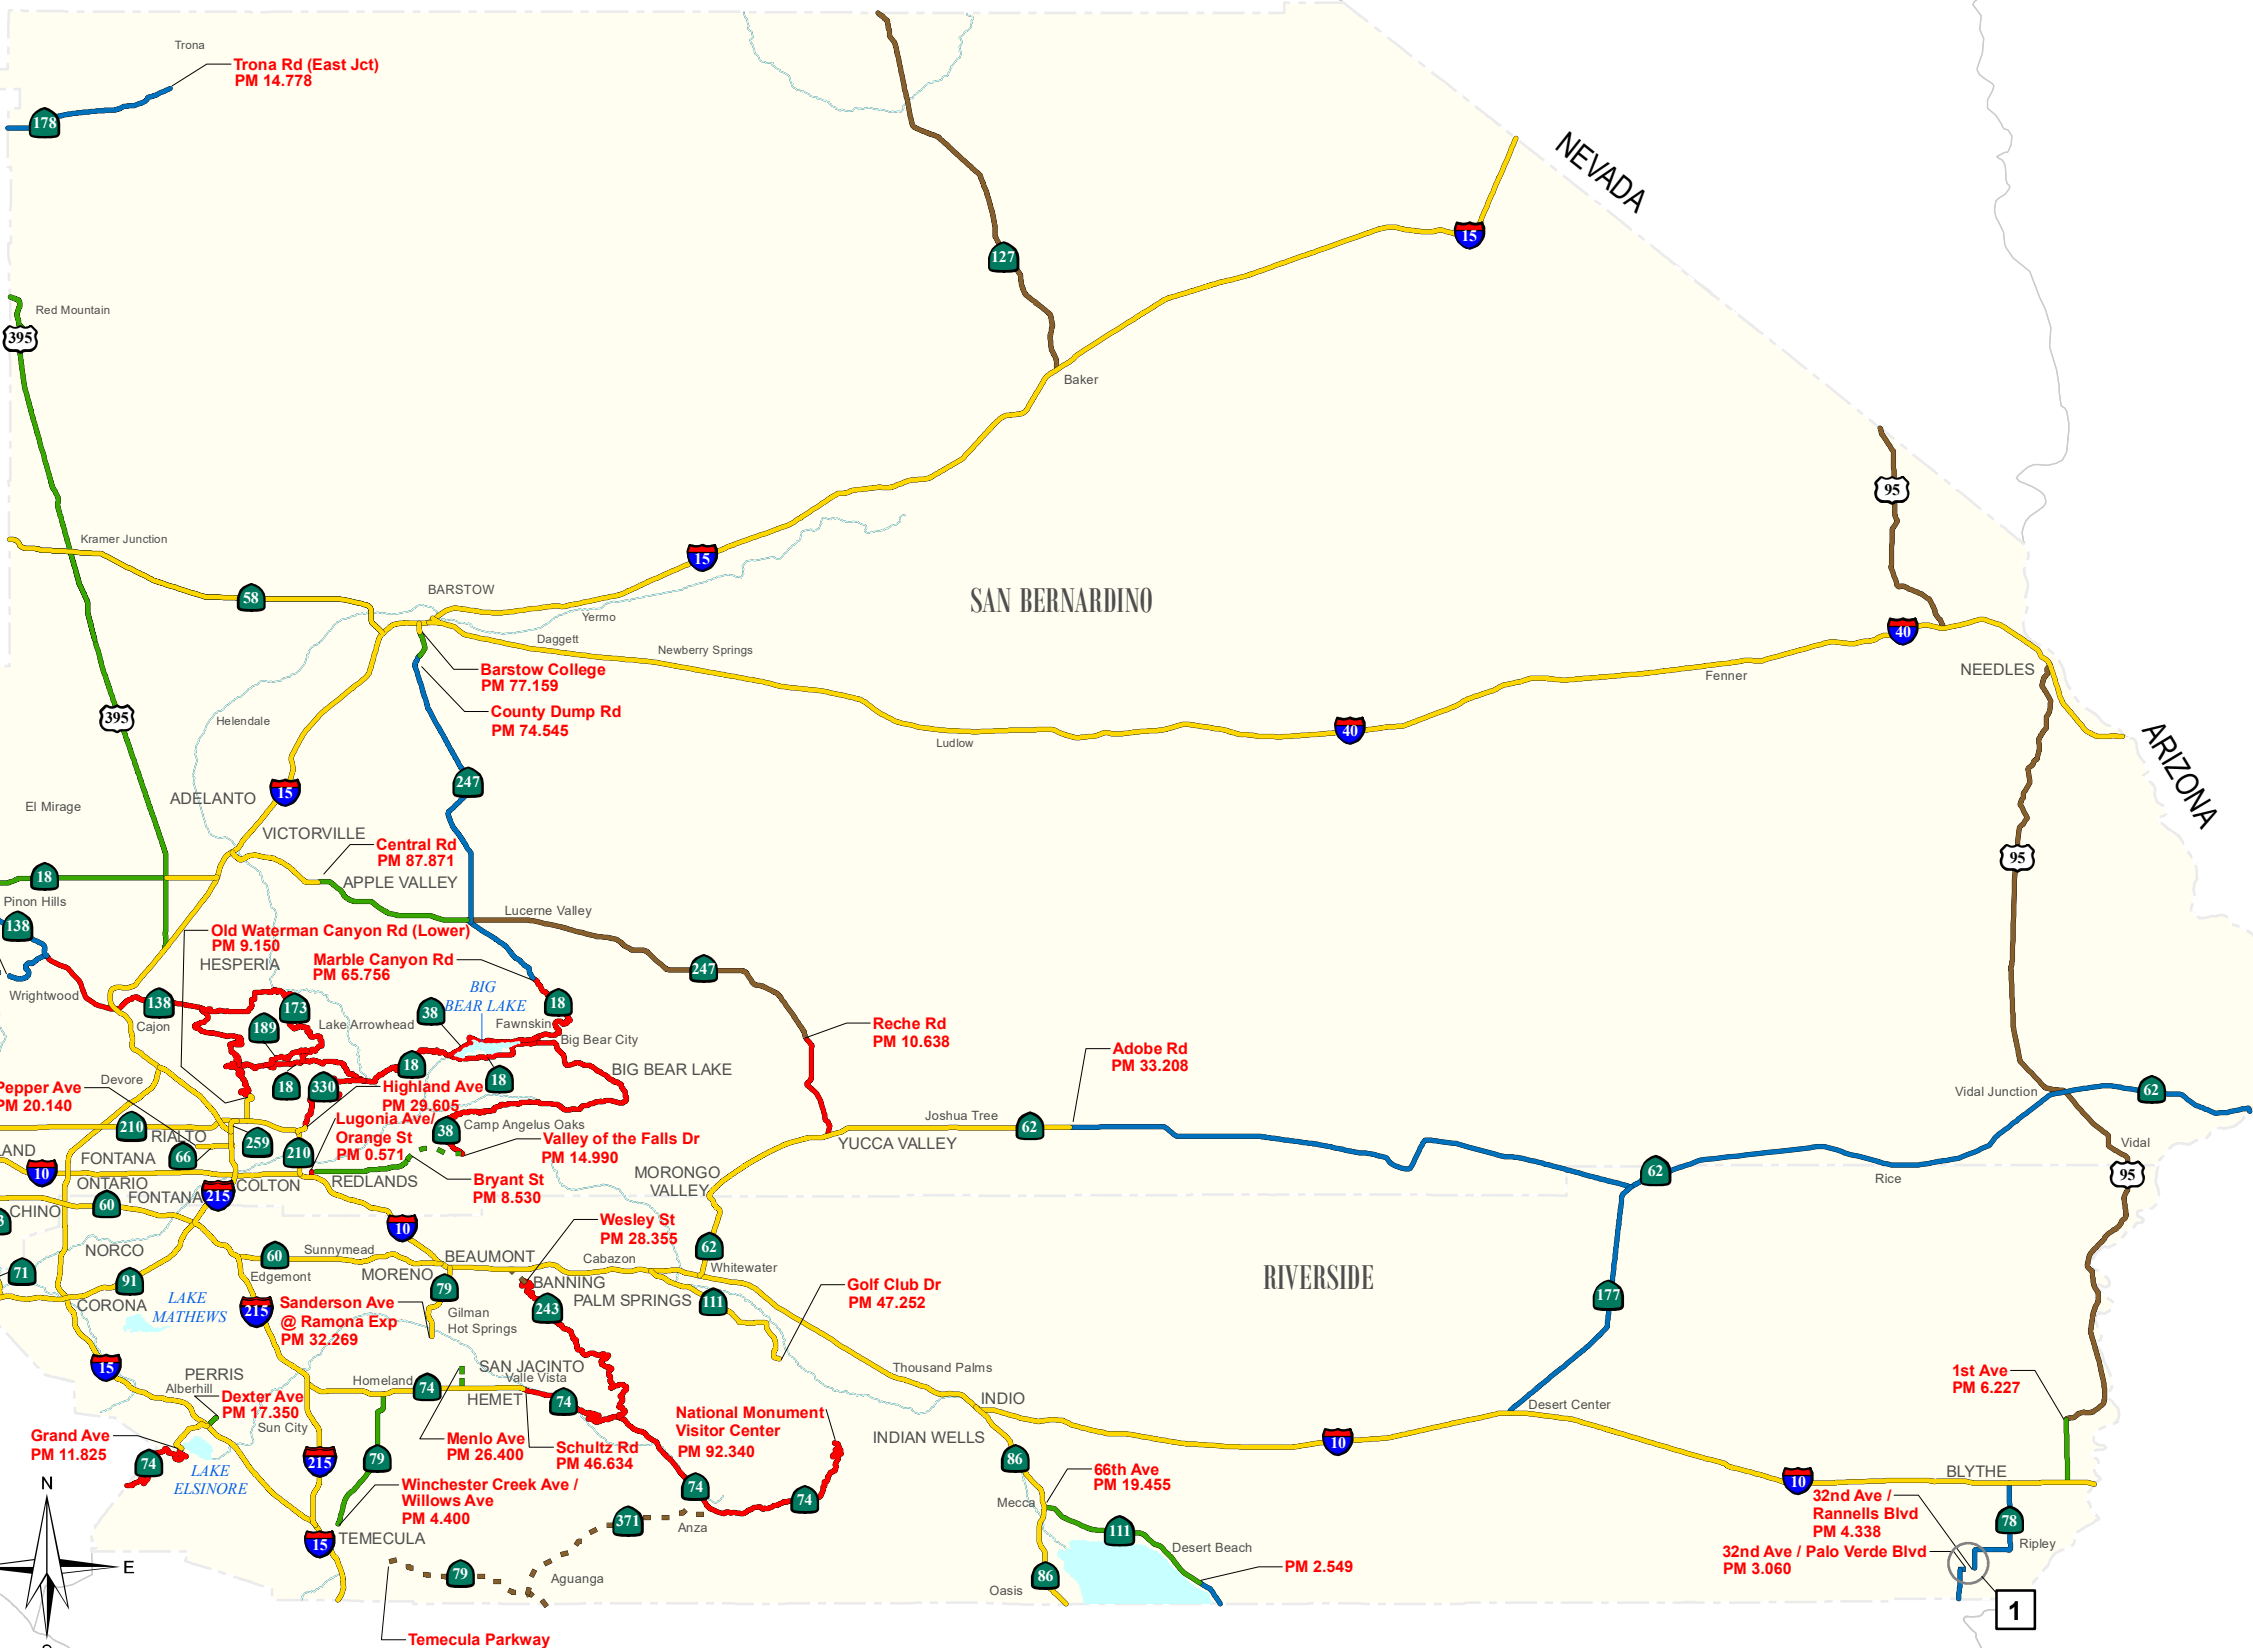 Trona
Trona Rd (East Jct)
PM 14.778
178
NEVADA
15
127
Red Mountain
395
Baker
95
Kramer Junction
15
58
BARSTOW
Yermo
SAN BERNARDINO
Daggett
Newberry Springs
40
Barstow College
PM 77.159
Fenner
NEEDLES
County Dump Rd
PM 74.545
395
Helendale
40
Ludlow
ARIZONA
247
15
ADELANTO
El Mirage
VICTORVILLE
Central Rd
PM 87.871
95
18
APPLE VALLEY
Pinon Hills
Lucerne Valley
138
Old Waterman Canyon Rd (Lower)
PM 9.150
HESPERIA
Marble Canyon Rd
PM 65.756
247
BIG
BEAR LAKE
Wrightwood
138
173
38
18
Cajon
189
Lake Arrowhead
Fawnskin
Big Bear City
Reche Rd
PM 10.638
Adobe Rd
PM 33.208
18
BIG BEAR LAKE
Devore
18
330
18
Pepper Ave
PM 20.140
Highland Ave
PM 29.605
Vidal Junction
62
Lugonia Ave/
Orange St
PM 0.571
210
RIALTO
259
38
Camp Angelus Oaks
Joshua Tree
62
YUCCA VALLEY
Vidal
66
210
Valley of the Falls Dr
PM 14.990
LAND
FONTANA
10
62
95
ONTARIO
COLTON
REDLANDS
Bryant St
PM 8.530
MORONGO
VALLEY
Rice
FONTANA
215
60
CHINO
10
Wesley St
PM 28.355
62
NORCO
60
Sunnymead
BEAUMONT
Cabazon
Whitewater
71
91
Edgemont
MORENO
79
BANNING
RIVERSIDE
Golf Club Dr
PM 47.252
177
CORONA
LAKE
MATHEWS
215
Sanderson Ave
@ Ramona Exp
PM 32.269
Gilman
Hot Springs
243
PALM SPRINGS
111
15
PERRIS
SAN JACINTO
Valle Vista
Thousand Palms
Alberhill
Homeland
74
HEMET
74
INDIO
1st Ave
PM 6.227
Dexter Ave
PM 17.350
Sun City
Desert Center
Grand Ave
PM 11.825
74
LAKE
ELSINORE
215
79
Menlo Ave
PM 26.400
Schultz Rd
PM 46.634
National Monument
Visitor Center
PM 92.340
INDIAN WELLS
10
86
BLYTHE
10
N
Winchester Creek Ave /
Willows Ave
PM 4.400
74
74
66th Ave
PM 19.455
Mecca
32nd Ave /
Rannells Blvd
PM 4.338
78
Ripley
15
TEMECULA
371
Anza
111
Desert Beach
32nd Ave / Palo Verde Blvd
PM 3.060
E
79
Aguanga
86
Oasis
PM 2.549
1
Temecula Parkway